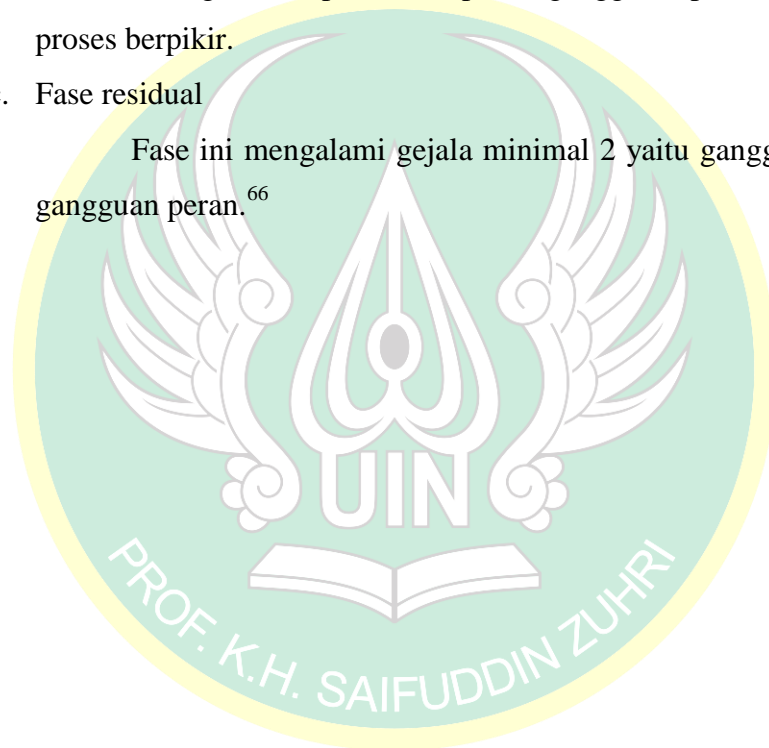 proses berpikir.
Fase residual
Fase ini mengalami gejala minimal 2 yaitu
gangguan peran.⁶⁶
UIN
PROF. K.H. SAIFUDDIN ZUHRI